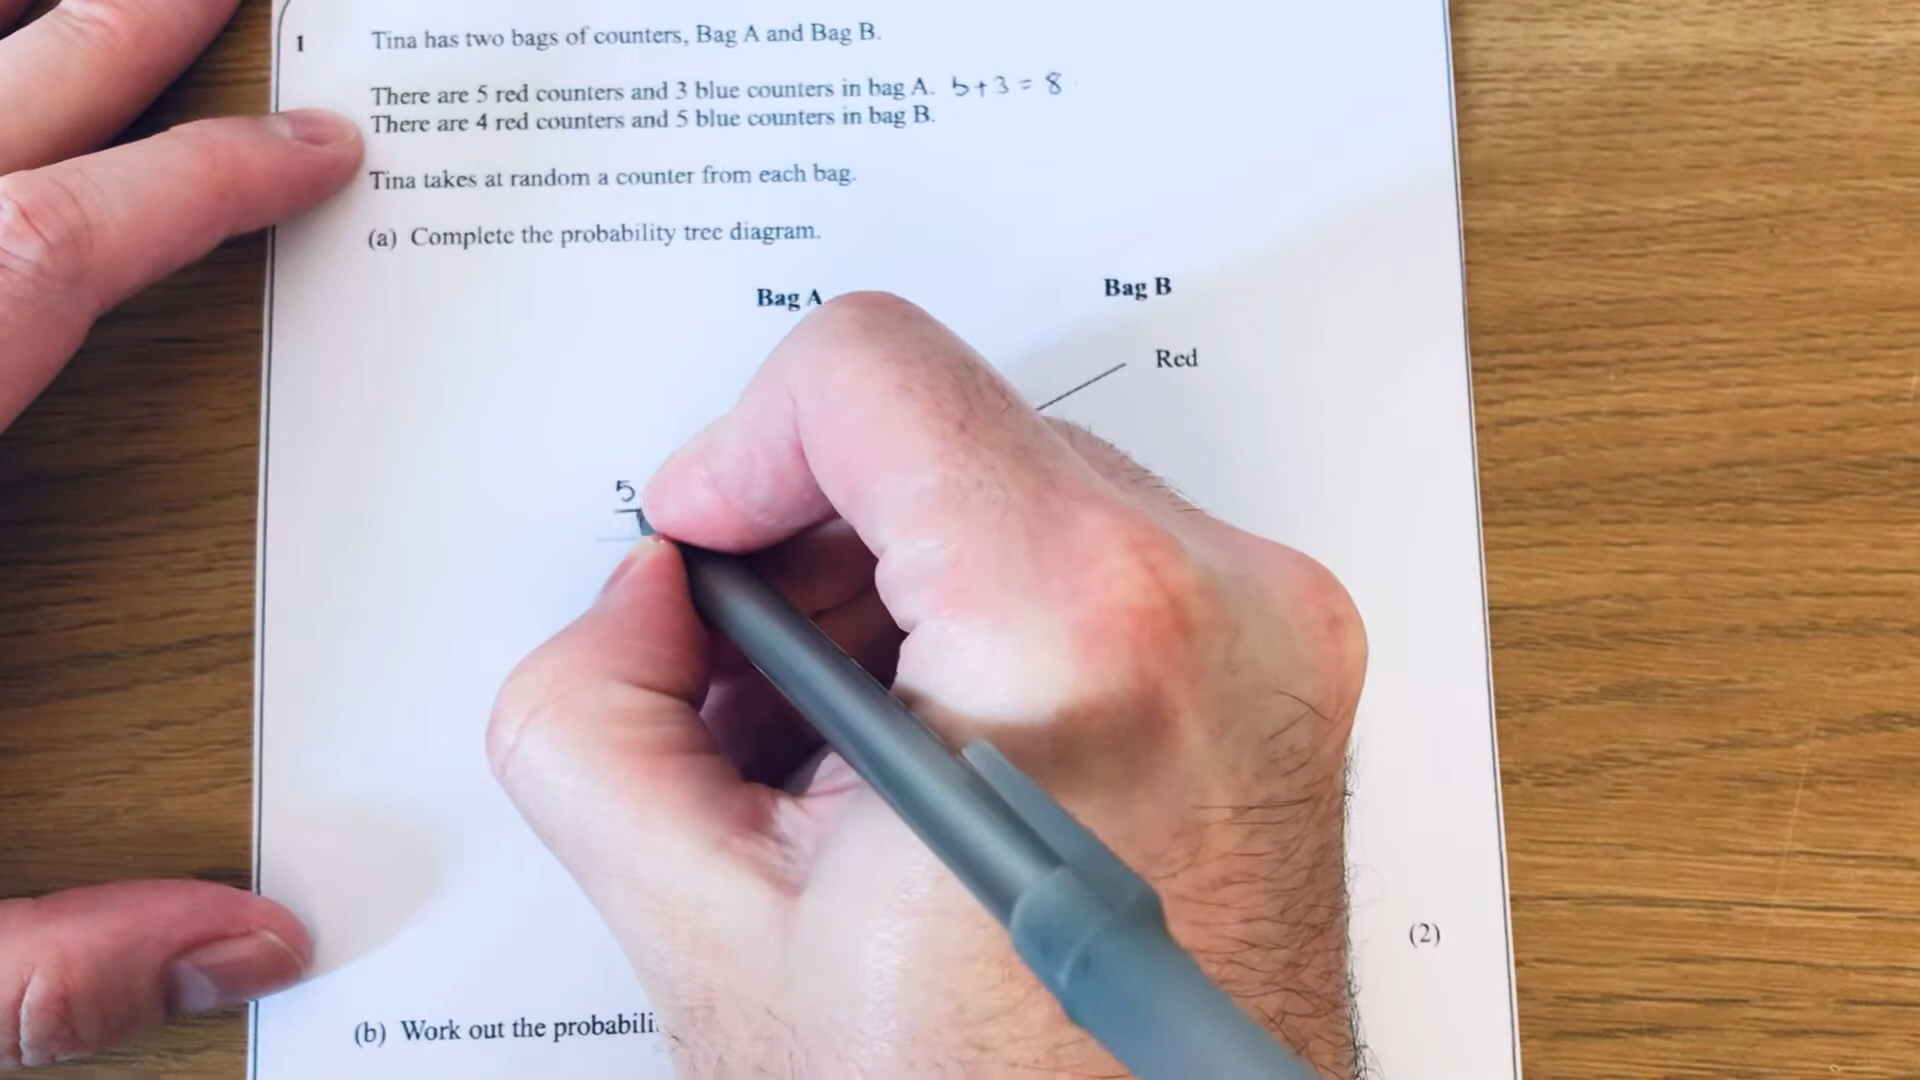 1 Tina has two bags of counters, Bag A and Bag B.
There are 5 red counters and 3 blue counters in bag A. 5+3 = 8
There are 4 red counters and 5 blue counters in bag B.
Tina takes at random a counter from each bag.
(a) Complete the probability tree diagram.
Bag A Bag B
Red
5
(2)
(b) Work out the